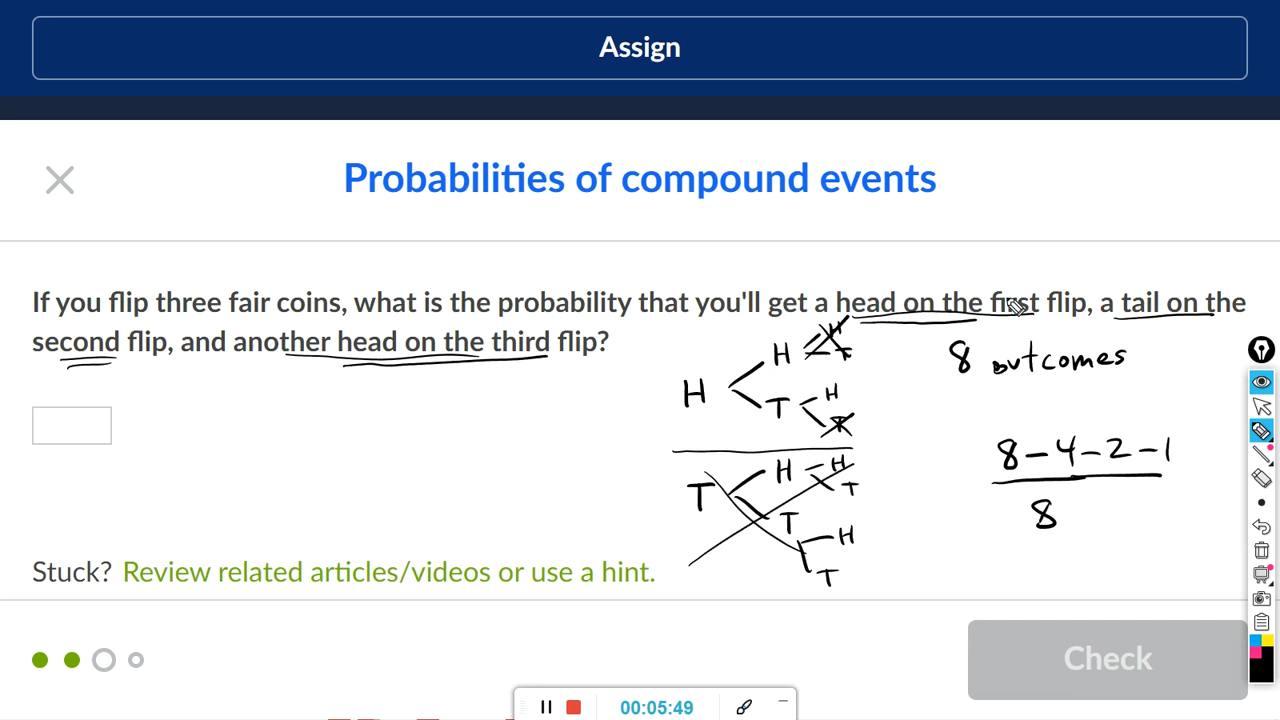 Assign
Probabilities of compound events
If you flip three fair coins, what is the probability that you'll get a head on the first flip, a tail on the
second flip, and another head on the third flip?
8 outcomes
H
H
T
T
H
8 - 4 - 2 - 1
8
T
H
H
T
T
H
T
Stuck? Review related articles/videos or use a hint.
Check
00:05:49